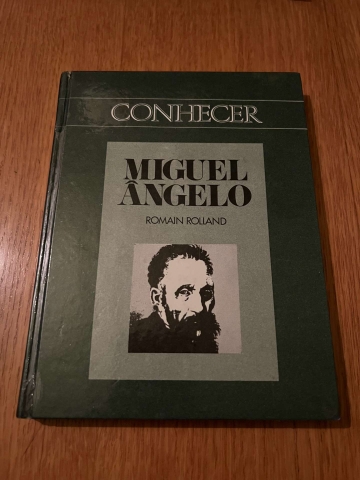 CONHECER
MIGUEL
ÂNGELO
ROMAIN ROLLAND